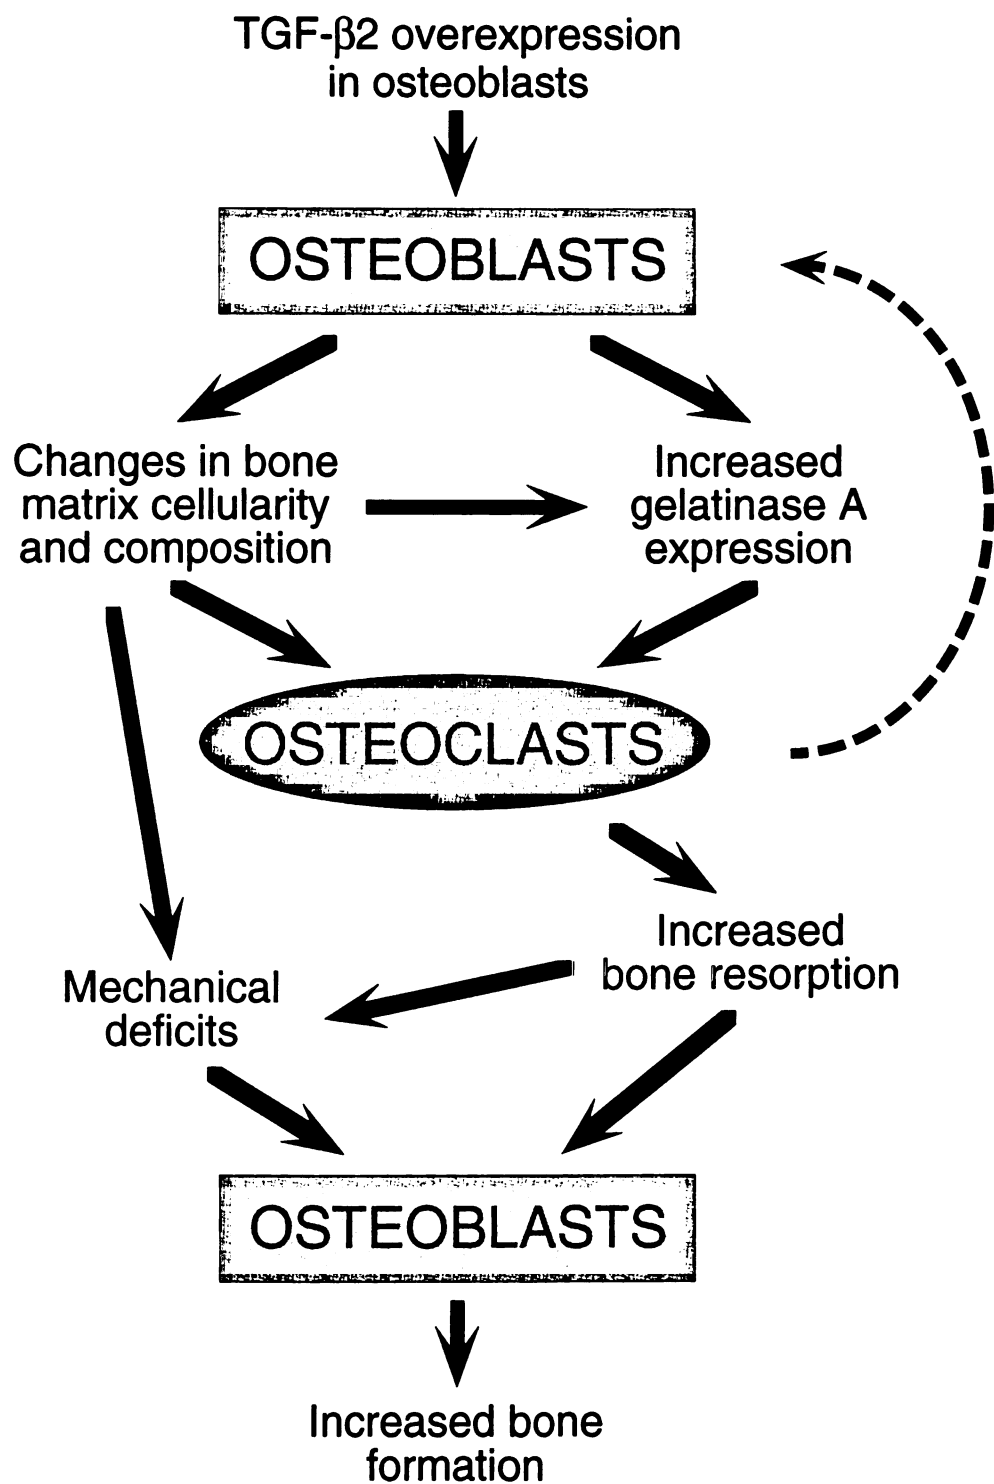 TGF-β2 overexpression
in osteoblasts
OSTEOBLASTS
Changes in bone
matrix cellularity
and composition
Increased
gelatinase A
expression
OSTEOCLASTS
Increased
bone resorption
Mechanical
deficits
OSTEOBLASTS
Increased bone
formation